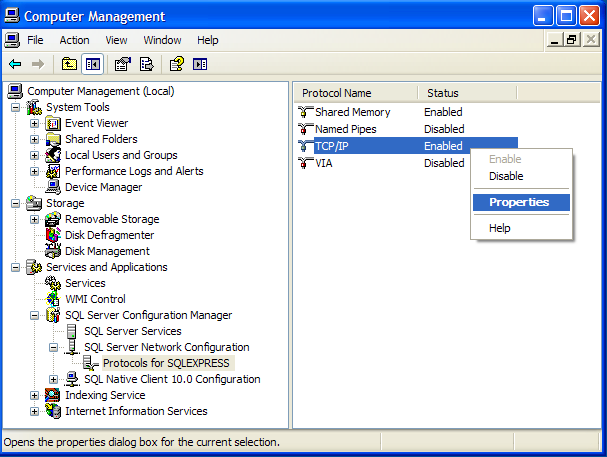 Computer Management
File Action View Window Help
Computer Management (Local)
System Tools
Event Viewer
Shared Folders
Local Users and Groups
Performance Logs and Alerts
Device Manager
Storage
Removable Storage
Disk Defragmenter
Disk Management
Services and Applications
Services
WMI Control
SQL Server Configuration Manager
SQL Server Services
SQL Server Network Configuration
Protocols for SQLEXPRESS
SQL Native Client 10.0 Configuration
Indexing Service
Internet Information Services
Protocol Name Status
Shared Memory Enabled
Named Pipes Disabled
TCP/IP Enabled
VIA Disabled
Enable
Disable
Properties
Help
Opens the properties dialog box for the current selection.